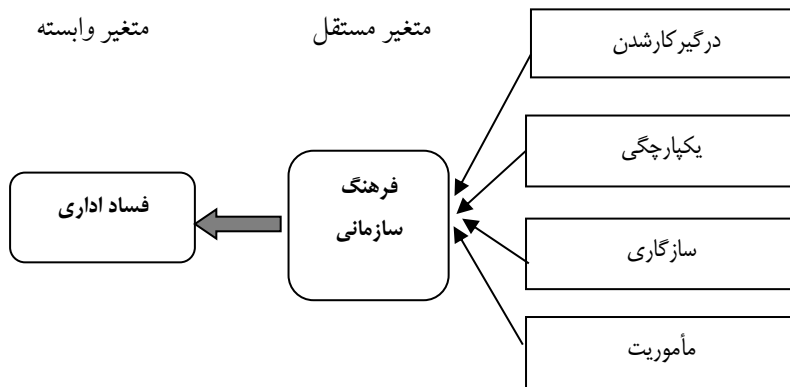 متغیر مستقل
متغیر وابسته
درگیرکارشدن
یکپارچگی
سازگاری
مأموریت
فرهنگ
سازمانی
فساد اداری